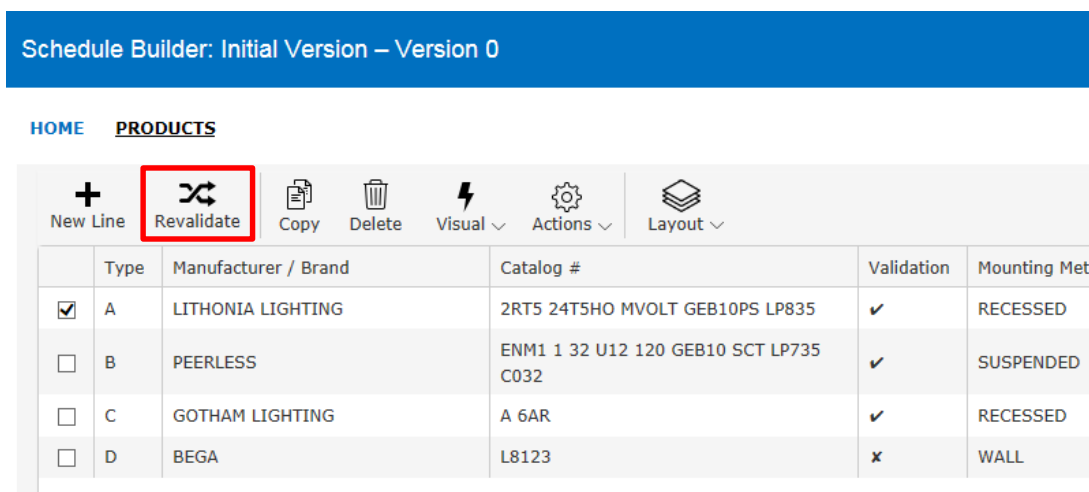 Schedule Builder: Initial Version – Version 0
HOME PRODUCTS
New Line Revalidate Copy Delete Visual Actions Layout
Type Manufacturer / Brand Catalog # Validation Mounting Met
A LITHONIA LIGHTING 2RT5 24T5HO MVOLT GEB10PS LP835 ✔ RECESSED
B PEERLESS ENM1 1 32 U12 120 GEB10 SCT LP735 ✔ SUSPENDED
C032
C GOTHAM LIGHTING A 6AR ✔ RECESSED
D BEGA L8123 ✘ WALL